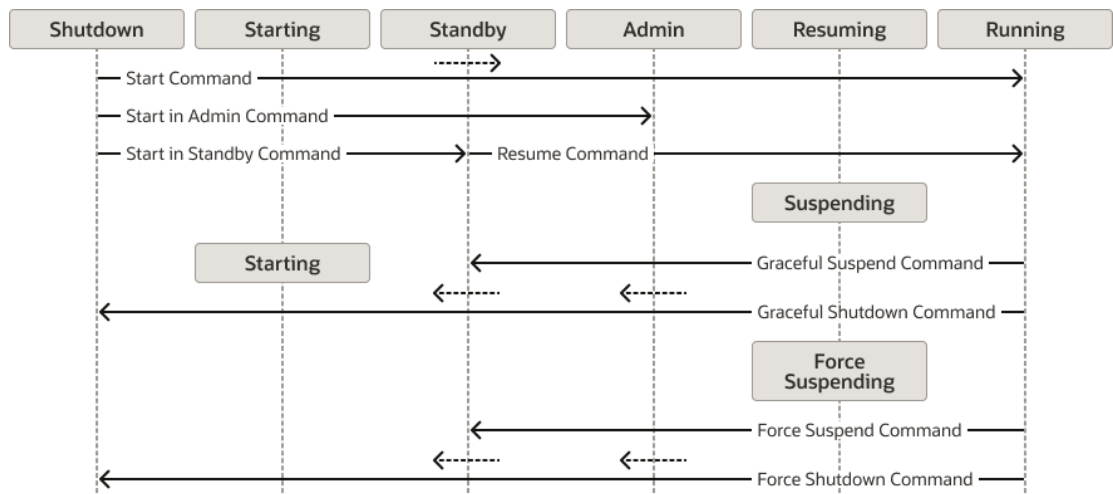 Shutdown
Starting
Standby
Admin
Resuming
Running
Start Command
Start in Admin Command
Start in Standby Command
Resume Command
Suspending
Starting
Graceful Suspend Command
Graceful Shutdown Command
Force
Suspending
Force Suspend Command
Force Shutdown Command